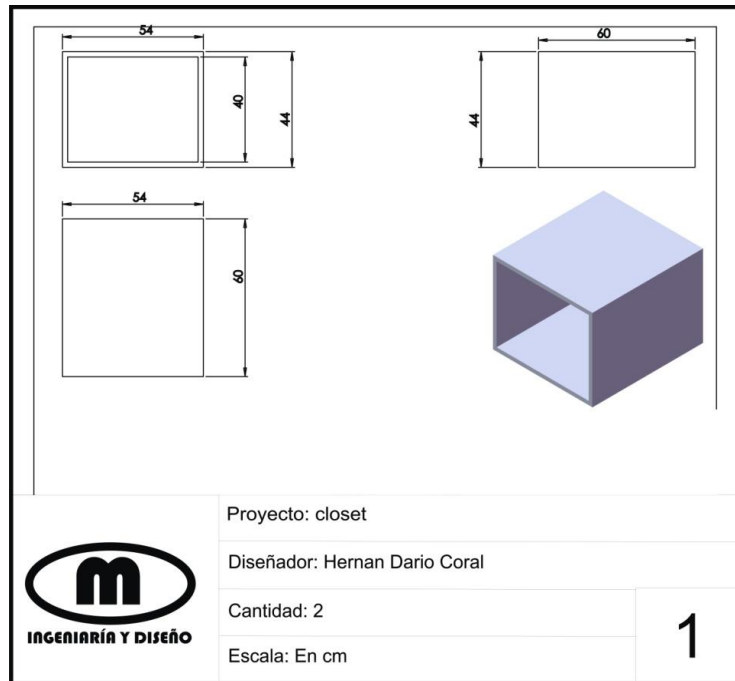 54
60
40
44
44
54
60
Proyecto: closet
Diseñador: Hernan Dario Coral
Cantidad: 2
Escala: En cm
m
INGENIARÍA Y DISEÑO
1